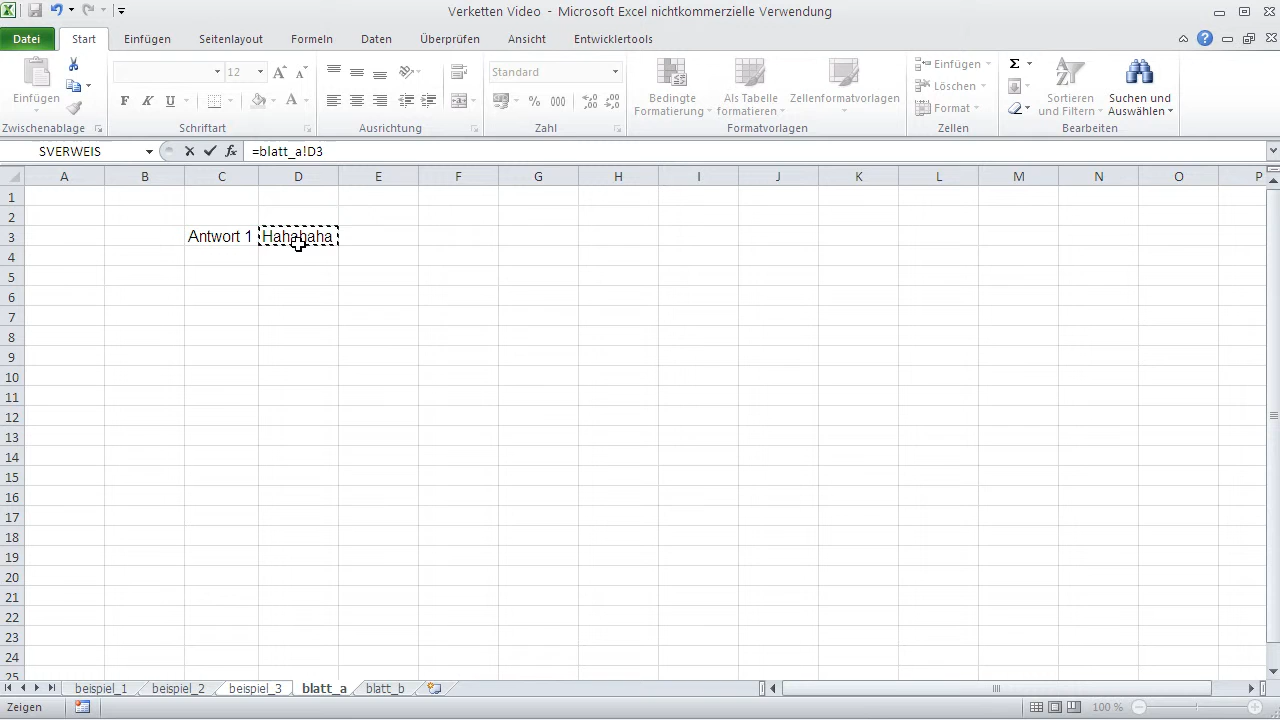 Verketten Video - Microsoft Excel nichtkommerzielle Verwendung
Datei Start Einfügen Seitenlayout Formeln Daten Überprüfen Ansicht Entwicklertools
12 Standard Σ Einfügen
Löschen
Format
% 000
Einfügen F K U A Bedingte Formatierung Als Tabelle formatieren Zellenformatvorlagen Sortieren und Filtern Suchen und Auswählen
Zwischenablage Schriftart Ausrichtung Zahl Formatvorlagen Zellen Bearbeiten
SVERWEIS fx =blatt_a!D3
A B C D E F G H I J K L M N O P
1
2
3 Antwort 1 Hahahaha
4
5
6
7
8
9
10
11
12
13
14
15
16
17
18
19
20
21
22
23
24
25
beispiel_1 beispiel_2 beispiel_3 blatt_a blatt_b
Zeigen 100 %